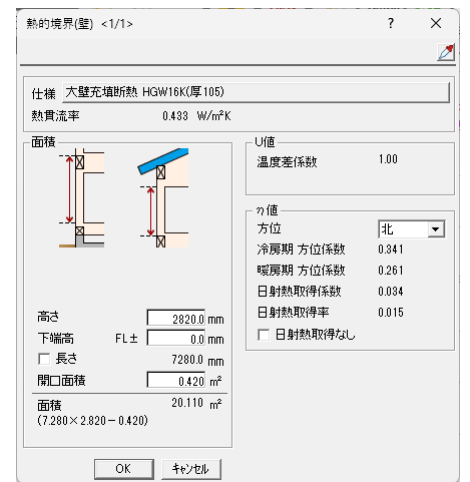 熱的境界(壁) <1/1>
? ×
仕様 大壁充填断熱 HGW16K(厚105)
熱貫流率 0.433 W/m²K
面積
高さ 2820.0 mm
下端高 FL± 0.0 mm
長さ 7280.0 mm
開口面積 0.420 m²
面積 20.110 m²
(7.280×2.820－0.420)
U値
温度差係数 1.00
η値
方位 北
冷房期 方位係数 0.341
暖房期 方位係数 0.261
日射熱取得係数 0.034
日射熱取得率 0.015
日射熱取得なし
OK キャンセル